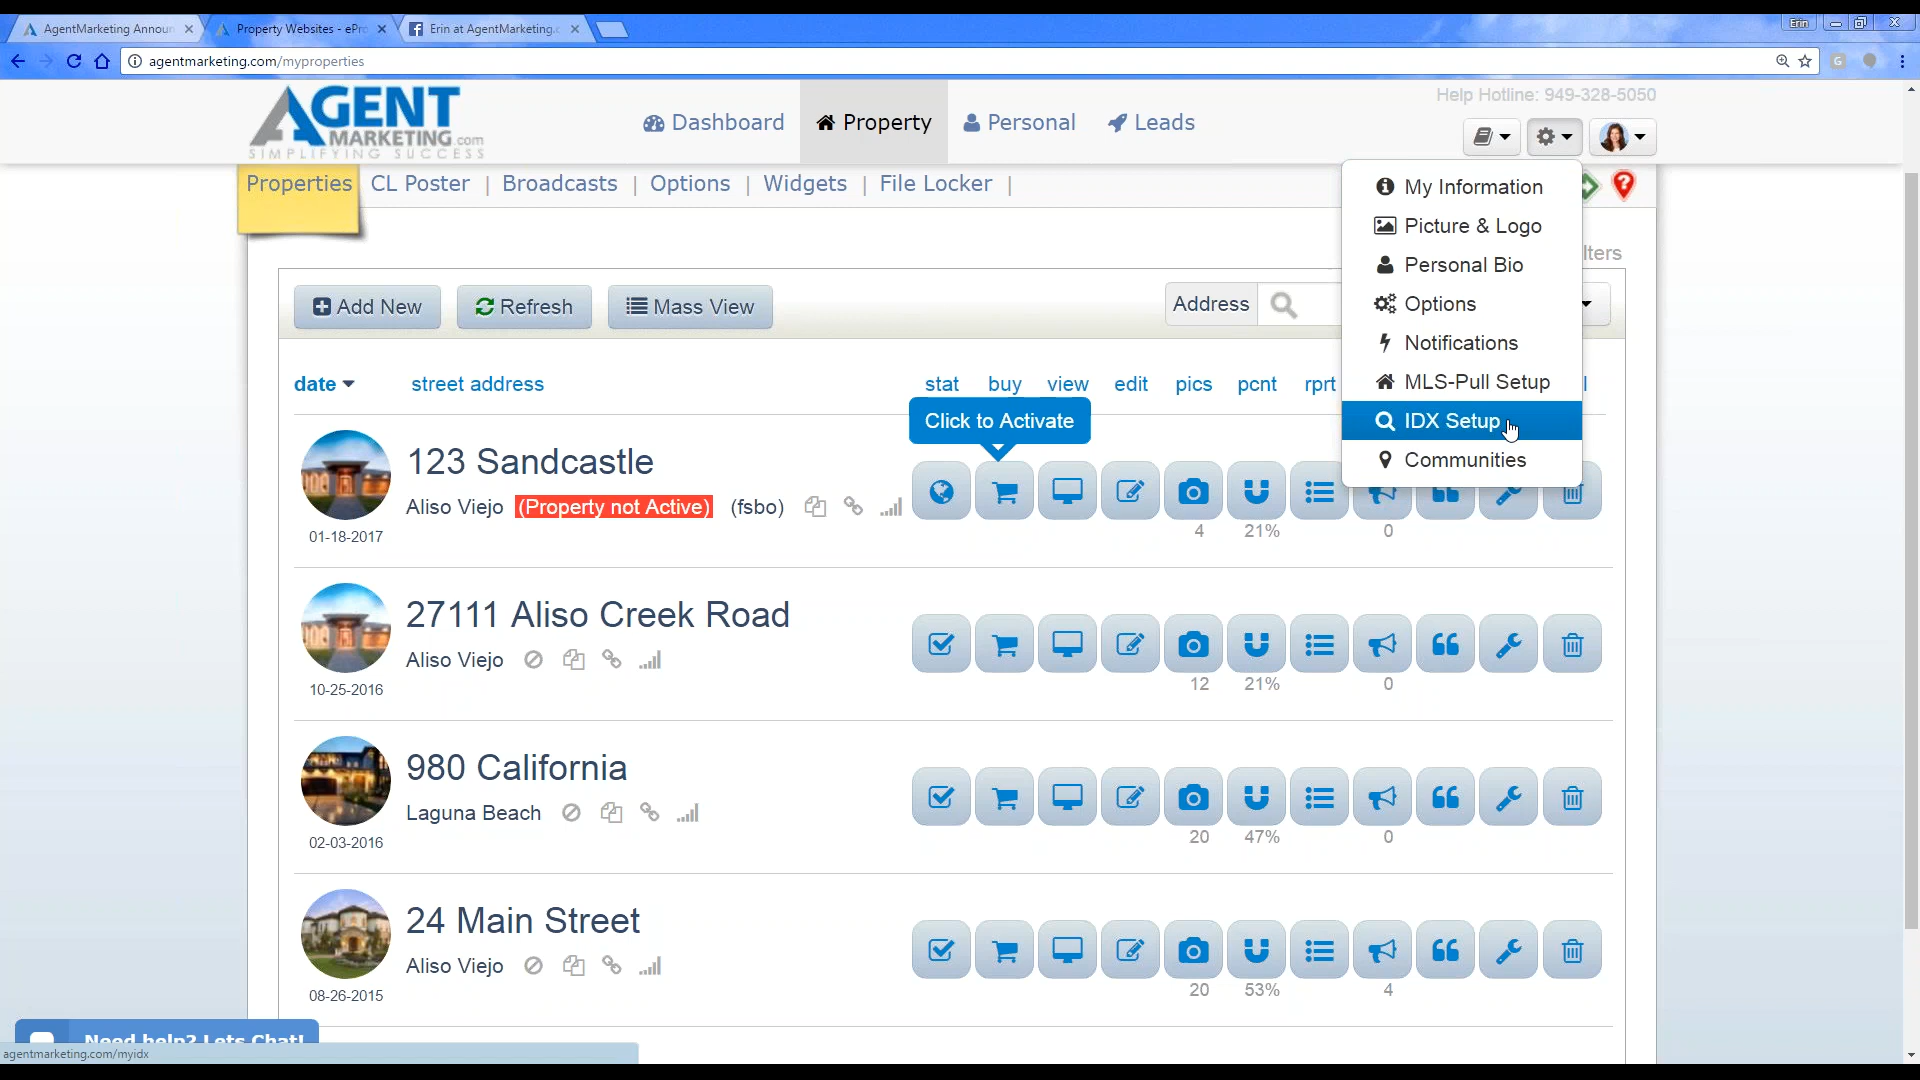 AgentMarketing Announ
Property Websites - ePro
Erin at AgentMarketing.c
Erin
agentmarketing.com/myproperties
G
Help Hotline: 949-328-5050
AGENT
MARKETING.com
SIMPLIFYING SUCCESS
Dashboard
Property
Personal
Leads
Properties
CL Poster | Broadcasts | Options | Widgets | File Locker |
My Information
Picture & Logo
Personal Bio
Options
Notifications
MLS-Pull Setup
IDX Setup
Communities
lters
Add New
Refresh
Mass View
Address
date
street address
stat buy view edit pics pcnt rprt
l
Click to Activate
123 Sandcastle
Aliso Viejo (Property not Active) (fsbo)
01-18-2017
4 21% 0
27111 Aliso Creek Road
Aliso Viejo
10-25-2016
12 21% 0
980 California
Laguna Beach
02-03-2016
20 47% 0
24 Main Street
Aliso Viejo
08-26-2015
20 53% 4
Need help? Lets Chat!
agentmarketing.com/myidx